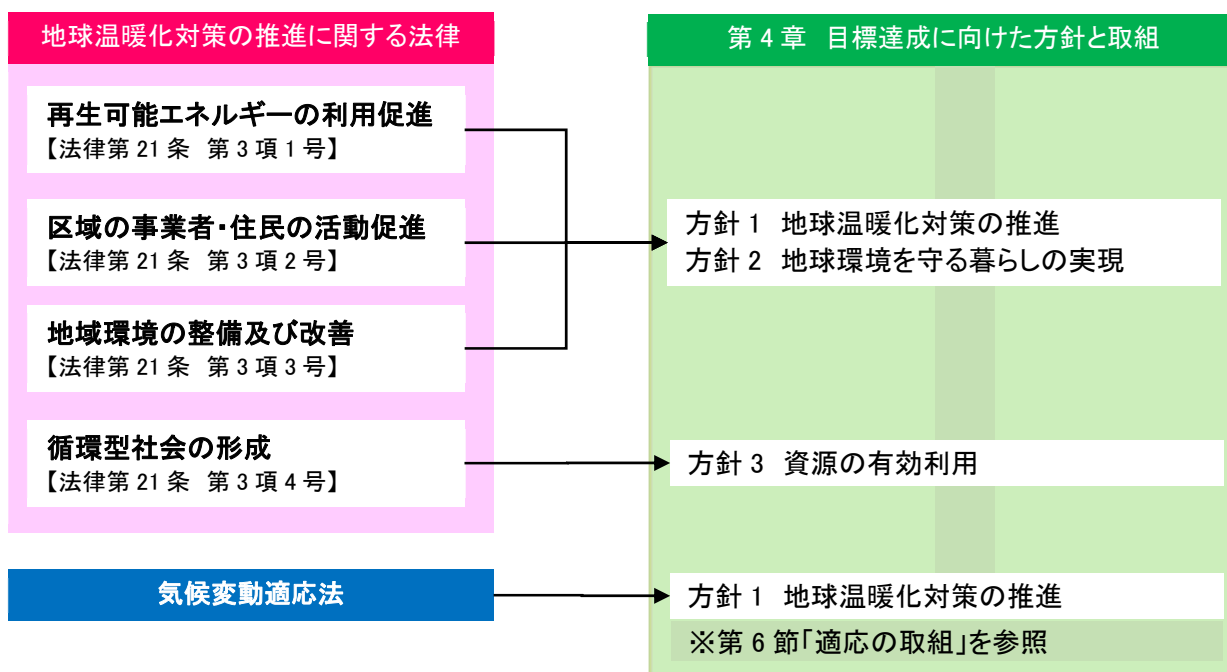 地球温暖化対策の推進に関する法律
再生可能エネルギーの利用促進
【法律第 21 条 第 3 項 1 号】
区域の事業者・住民の活動促進
【法律第 21 条 第 3 項 2 号】
地域環境の整備及び改善
【法律第 21 条 第 3 項 3 号】
循環型社会の形成
【法律第 21 条 第 3 項 4 号】
気候変動適応法
第 4 章 目標達成に向けた方針と取組
方針 1 地球温暖化対策の推進
方針 2 地球環境を守る暮らしの実現
方針 3 資源の有効利用
方針 1 地球温暖化対策の推進
※第 6 節「適応の取組」を参照